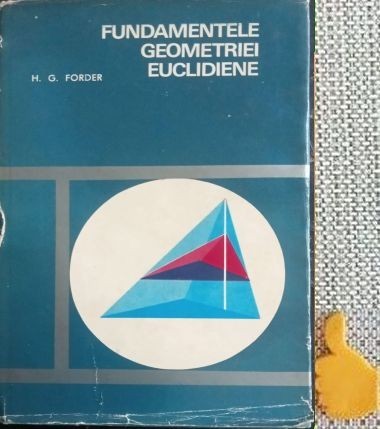 FUNDAMENTELE
GEOMETRIEI
EUCLIDIENE
H. G. FORDER